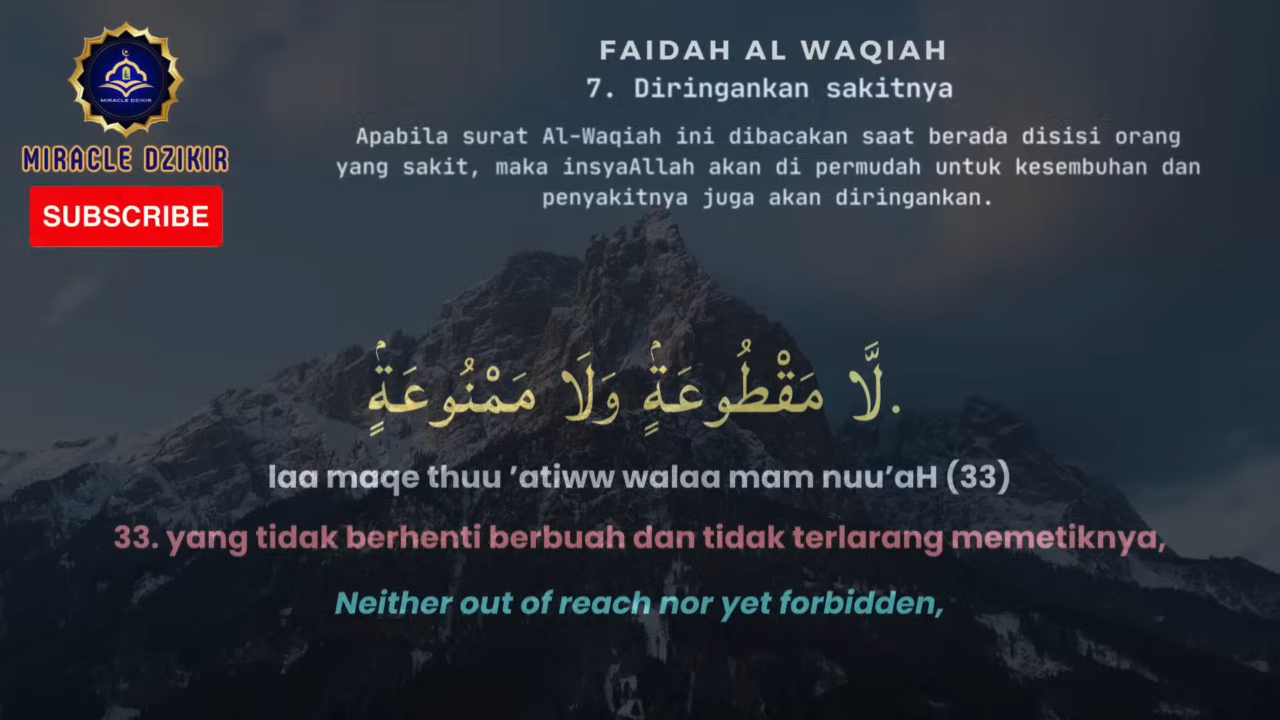 MIRACLE DZIKIR
MIRACLE DZIKIR
SUBSCRIBE
FAIDAH AL WAQIAH
7. Diringankan sakitnya
Apabila surat Al-Waqiah ini dibacakan saat berada disisi orang
yang sakit, maka insyaAllah akan di permudah untuk kesembuhan dan
penyakitnya juga akan diringankan.
لَّا مَقْطُوعَةٍۢ وَلَا مَمْنُوعَةٍۢ.
laa maqe thuu ’atiww walaa mam nuu’aH (33)
33. yang tidak berhenti berbuah dan tidak terlarang memetiknya,
Neither out of reach nor yet forbidden,